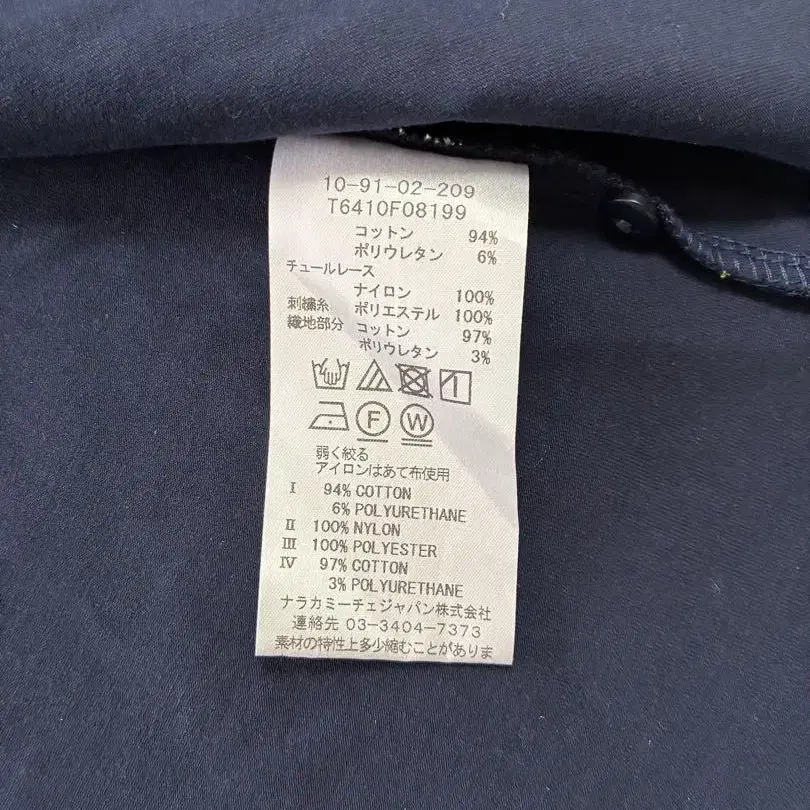 10-91-02-209
T6410F08199
コットン 94%
ポリウレタン 6%
チュールレース
ナイロン 100%
刺繍糸 ポリエステル 100%
織地部分 コットン 97%
ポリウレタン 3%
F W
弱く絞る
アイロンはあて布使用
Ⅰ 94% COTTON
6% POLYURETHANE
Ⅱ 100% NYLON
Ⅲ 100% POLYESTER
Ⅳ 97% COTTON
3% POLYURETHANE
ナラカミーチェジャパン株式会社
連絡先 03-3404-7373
素材の特性上多少縮むことがありま